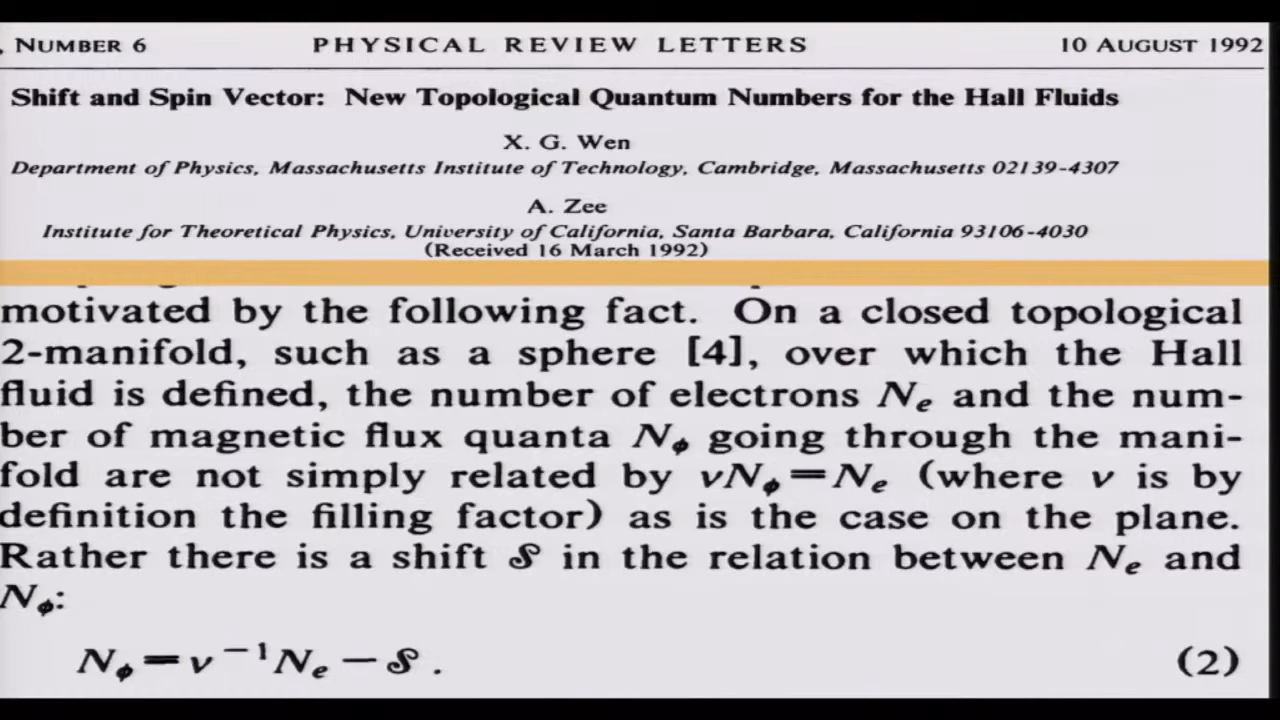 , NUMBER 6 PHYSICAL REVIEW LETTERS 10 AUGUST 1992
Shift and Spin Vector: New Topological Quantum Numbers for the Hall Fluids
X. G. Wen
Department of Physics, Massachusetts Institute of Technology, Cambridge, Massachusetts 02139-4307
A. Zee
Institute for Theoretical Physics, University of California, Santa Barbara, California 93106-4030
(Received 16 March 1992)
motivated by the following fact. On a closed topological
2-manifold, such as a sphere [4], over which the Hall
fluid is defined, the number of electrons Nₑ and the num-
ber of magnetic flux quanta N_ϕ going through the mani-
fold are not simply related by νN_ϕ=Nₑ (where ν is by
definition the filling factor) as is the case on the plane.
Rather there is a shift 𝒮 in the relation between Nₑ and
N_ϕ:
N_ϕ=ν⁻¹Nₑ−𝒮. (2)